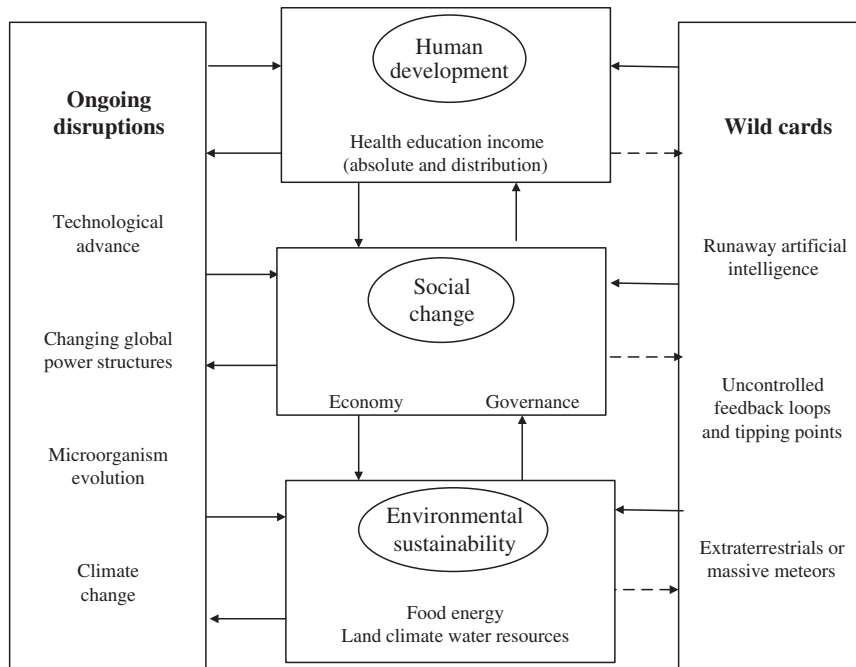 Ongoing
disruptions
Technological
advance
Changing global
power structures
Microorganism
evolution
Climate
change
Human
development
Health education income
(absolute and distribution)
Social
change
Economy
Governance
Environmental
sustainability
Food energy
Land climate water resources
Wild cards
Runaway artificial
intelligence
Uncontrolled
feedback loops
and tipping points
Extraterrestrials or
massive meteors